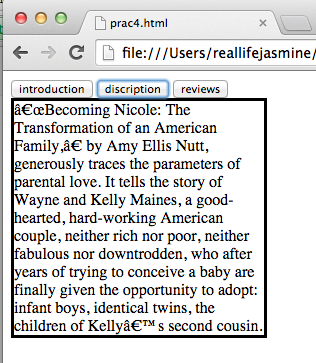 prac4.html
file:///Users/reallifejasmine/
introduction discription reviews
â€œBecoming Nicole: The
Transformation of an American
Family,â€ by Amy Ellis Nutt,
generously traces the parameters of
parental love. It tells the story of
Wayne and Kelly Maines, a good-
hearted, hard-working American
couple, neither rich nor poor, neither
fabulous nor downtrodden, who after
years of trying to conceive a baby are
finally given the opportunity to adopt:
infant boys, identical twins, the
children of Kellyâ€™s second cousin.